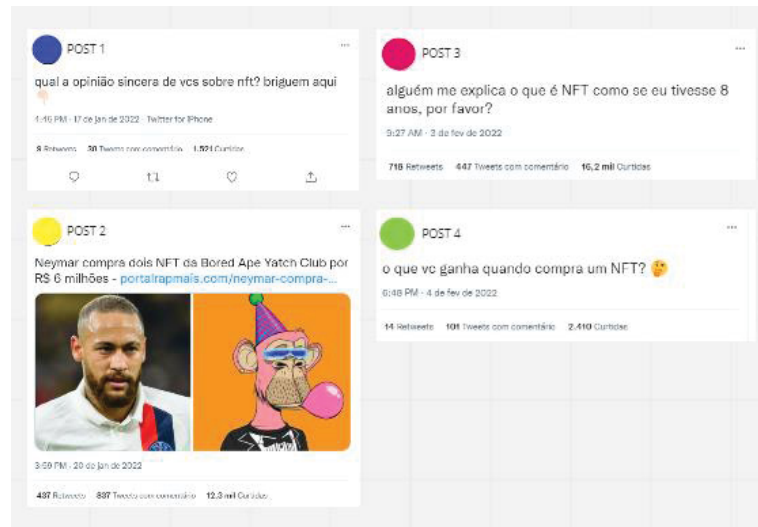 POST 1
qual a opinião sincera de vcs sobre nft? briguem aqui
4:46 PM · 17 de jan de 2022 · Twitter for iPhone
9 Retweets 30 Tweets com comentário 1.521 Curtidas
POST 2
Neymar compra dois NFT da Bored Ape Yatch Club por
R$ 6 milhões - portalrapmais.com/neymar-compra-...
3:59 PM · 20 de jan de 2022
437 Retweets 837 Tweets com comentário 12,3 mil Curtidas
POST 3
alguém me explica o que é NFT como se eu tivesse 8
anos, por favor?
9:27 AM · 3 de fev de 2022
718 Retweets 447 Tweets com comentário 16,2 mil Curtidas
POST 4
o que vc ganha quando compra um NFT? 🤔
6:48 PM · 4 de fev de 2022
14 Retweets 101 Tweets com comentário 2.410 Curtidas